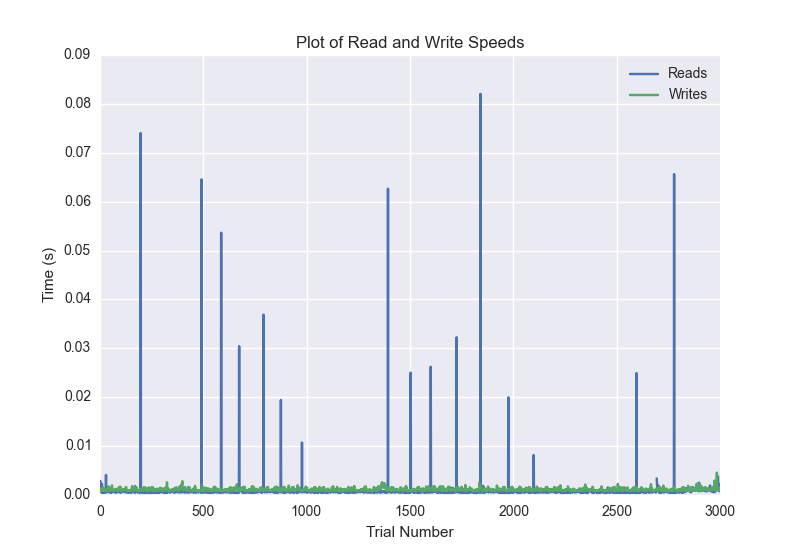 Plot of Read and Write Speeds
0.09
0.08
0.07
0.06
0.05
0.04
0.03
0.02
0.01
0.00
Time (s)
Reads
Writes
0 500 1000 1500 2000 2500 3000
Trial Number